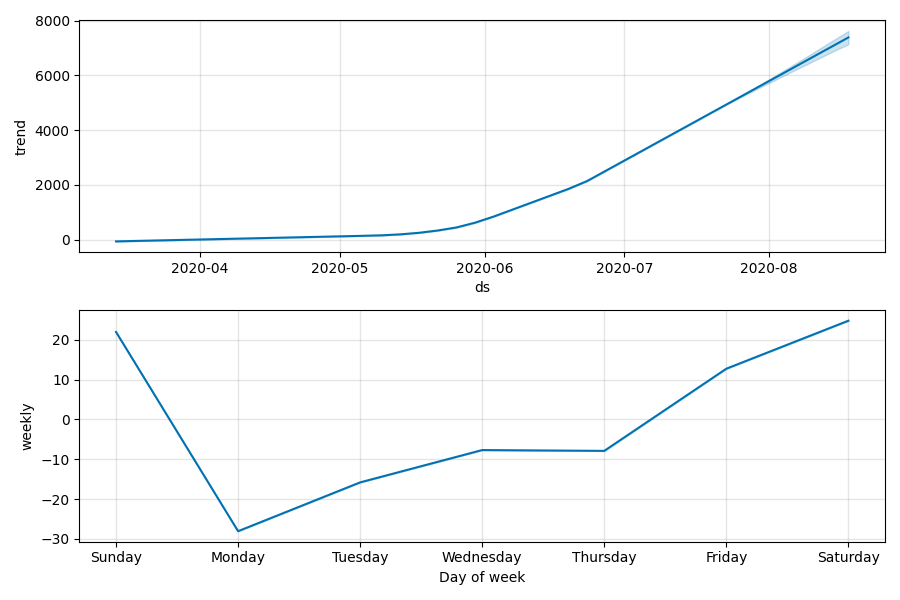 8000
6000
4000
2000
0
trend
2020-04 2020-05 2020-06 2020-07 2020-08
ds
20
10
0
−10
−20
−30
weekly
Sunday Monday Tuesday Wednesday Thursday Friday Saturday
Day of week